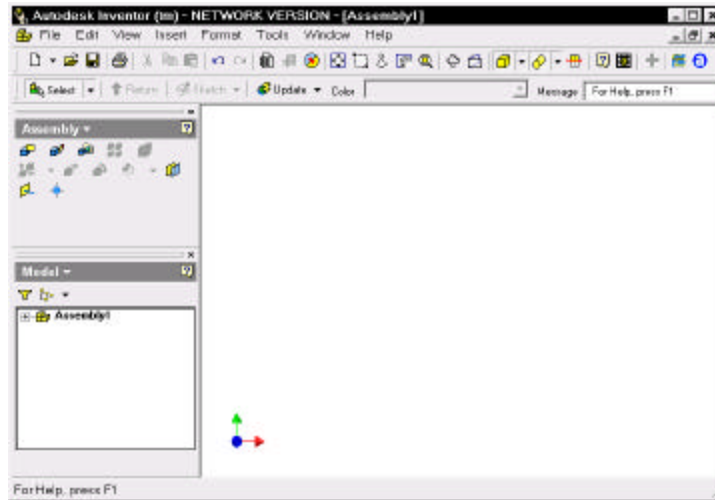 Autodesk Inventor (tm) - NETWORK VERSION - [Assembly1]
File Edit View Insert Format Tools Window Help
Select Return Sketch Update Color Message For Help, press F1
Assembly
Model
Assembly1
For Help, press F1